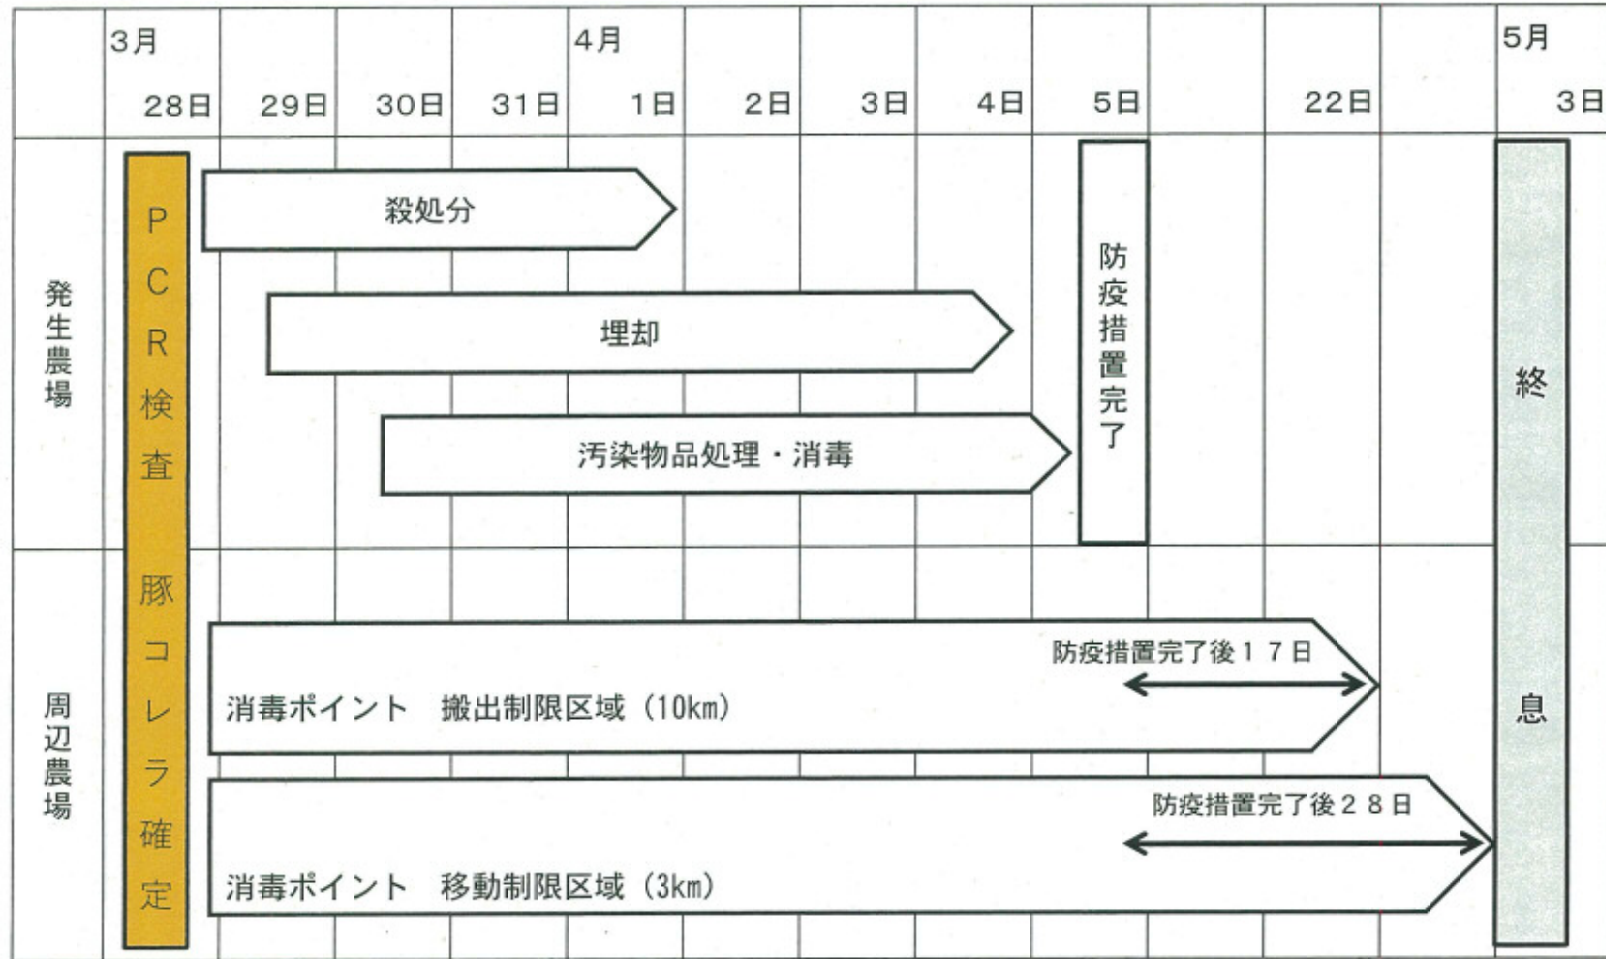 3月
4月
5月
28日
29日
30日
31日
1日
2日
3日
4日
5日
22日
3日
発生農場
PCR検査 豚コレラ確定
殺処分
埋却
汚染物品処理・消毒
防疫措置完了
終息
周辺農場
防疫措置完了後17日
消毒ポイント 搬出制限区域(10km)
防疫措置完了後28日
消毒ポイント 移動制限区域(3km)